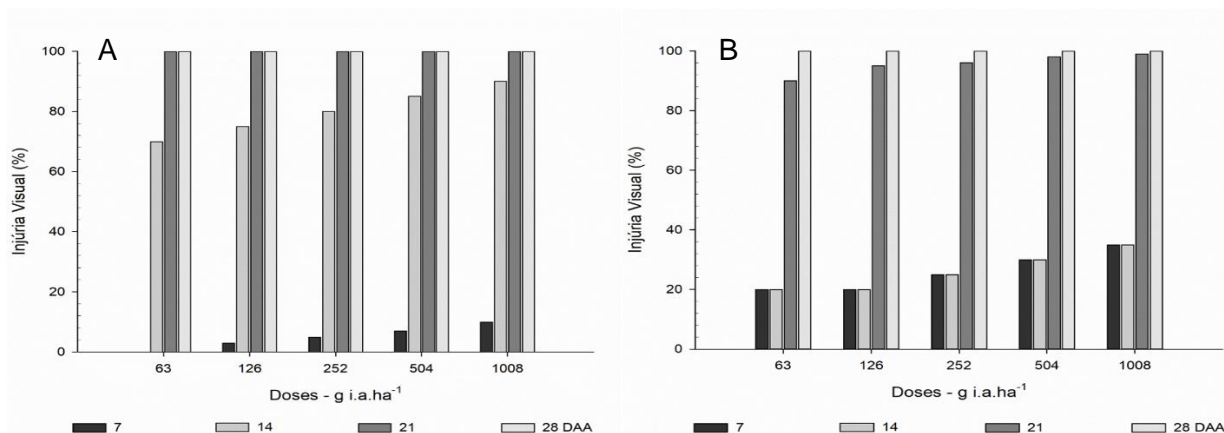 A
Injúria Visual (%)
100
80
60
40
20
0
63 126 252 504 1008
Doses - g i.a.ha⁻¹
7 14 21 28 DAA
B
Injúria Visual (%)
100
80
60
40
20
0
63 126 252 504 1008
Doses - g i.a.ha⁻¹
7 14 21 28 DAA